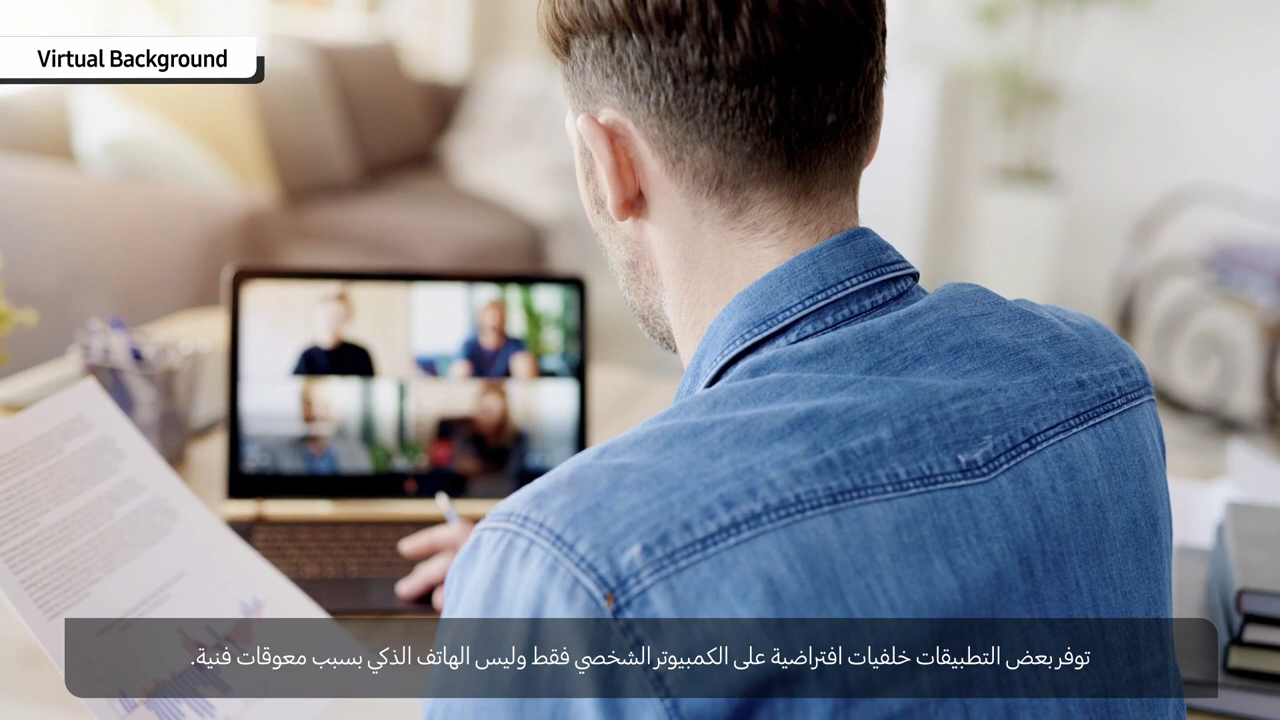 Virtual Background
توفر بعض التطبيقات خلفيات افتراضية على الكمبيوتر الشخصي فقط وليس الهاتف الذكي بسبب معوقات فنية.